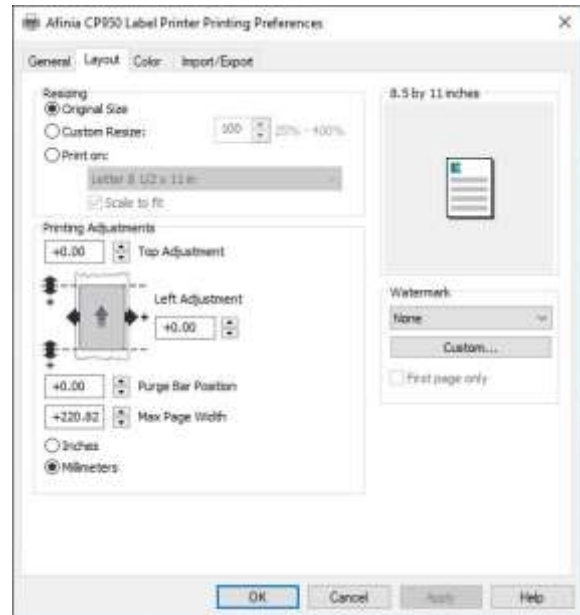 Afinia CP950 Label Printer Printing Preferences
General Layout Color Import/Export
Resizing
Original Size
Custom Resize: 100 25% - 400%
Print on:
Letter 8 1/2 x 11 in
Scale to fit
Printing Adjustments
+0.00 Top Adjustment
Left Adjustment
+0.00
+0.00 Purge Bar Position
+220.82 Max Page Width
Inches
Millimeters
8.5 by 11 inches
Watermark
None
Custom...
First page only
OK Cancel Apply Help